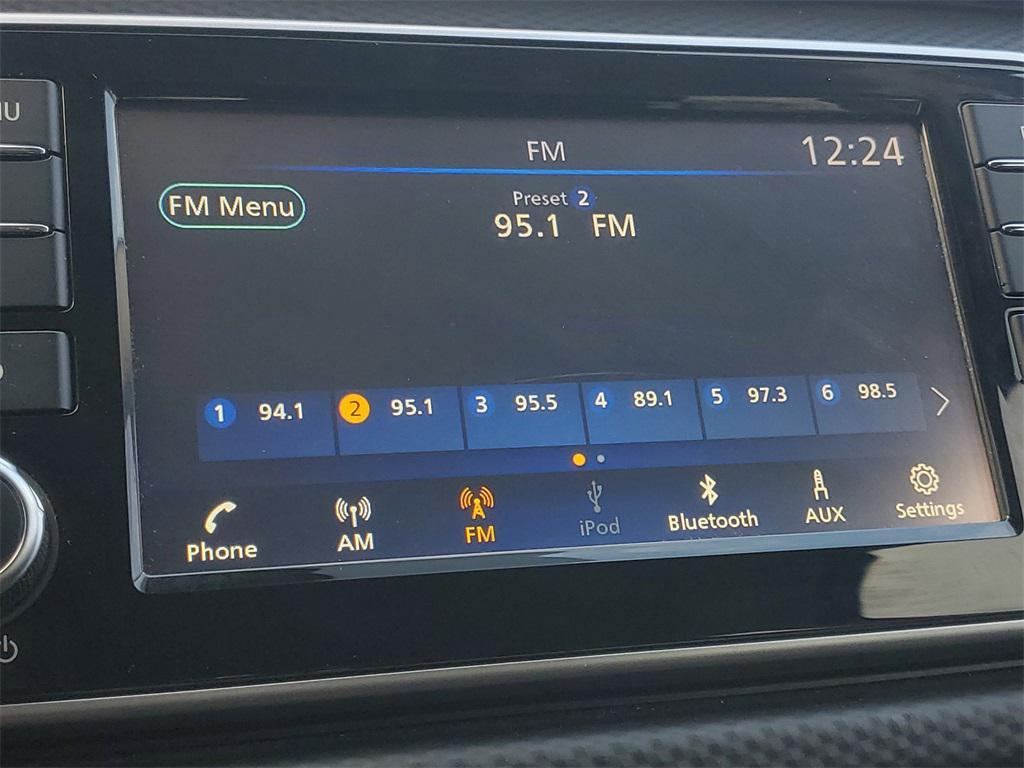 FM 12:24
FM Menu
Preset 2
95.1 FM
1 94.1 2 95.1 3 95.5 4 89.1 5 97.3 6 98.5
Phone AM FM iPod Bluetooth AUX Settings